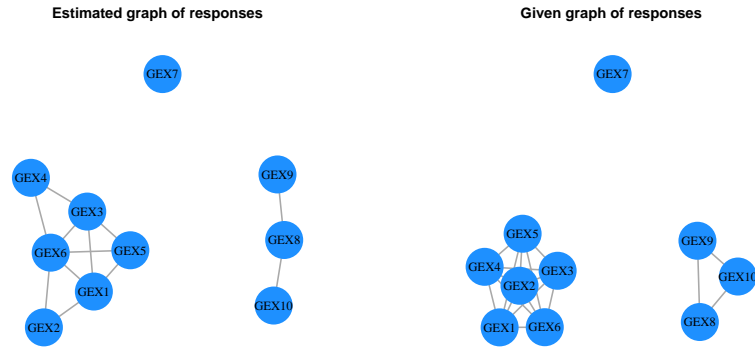 Estimated graph of responses
GEX7
GEX4
GEX3
GEX6
GEX5
GEX1
GEX2
GEX9
GEX8
GEX10
Given graph of responses
GEX7
GEX5
GEX4
GEX3
GEX2
GEX1
GEX6
GEX9
GEX10
GEX8